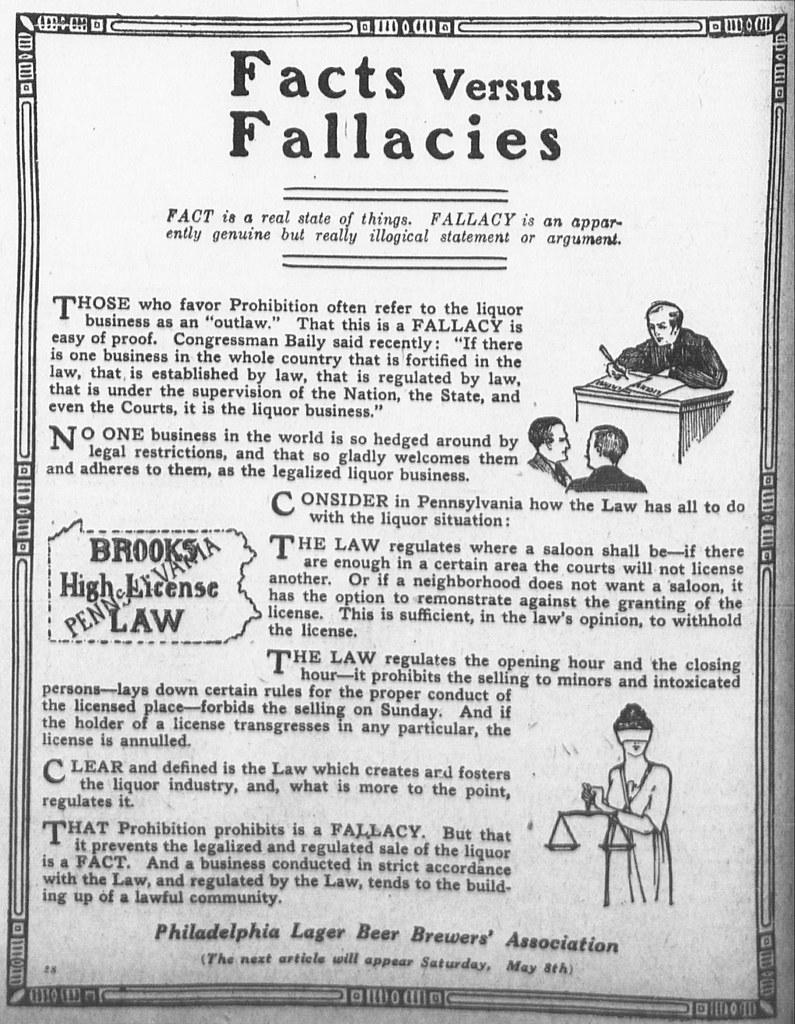 Facts Versus
Fallacies
FACT is a real state of things. FALLACY is an appar-
ently genuine but really illogical statement or argument.
THOSE who favor Prohibition often refer to the liquor
business as an "outlaw." That this is a FALLACY is
easy of proof. Congressman Baily said recently: "If there
is one business in the whole country that is fortified in the
law, that is established by law, that is regulated by law,
that is under the supervision of the Nation, the State, and
even the Courts, it is the liquor business."
NO ONE business in the world is so hedged around by
legal restrictions, and that so gladly welcomes them
and adheres to them, as the legalized liquor business.
CONSIDER in Pennsylvania how the Law has all to do
with the liquor situation:
BROOKS
High License
LAW
PENNSYLVANIA
THE LAW regulates where a saloon shall be—if there
are enough in a certain area the courts will not license
another. Or if a neighborhood does not want a saloon, it
has the option to remonstrate against the granting of the
license. This is sufficient, in the law's opinion, to withhold
the license.
THE LAW regulates the opening hour and the closing
hour—it prohibits the selling to minors and intoxicated
persons—lays down certain rules for the proper conduct of
the licensed place—forbids the selling on Sunday. And if
the holder of a license transgresses in any particular, the
license is annulled.
CLEAR and defined is the Law which creates and fosters
the liquor industry, and, what is more to the point,
regulates it.
THAT Prohibition prohibits is a FALLACY. But that
it prevents the legalized and regulated sale of the liquor
is a FACT. And a business conducted in strict accordance
with the Law, and regulated by the Law, tends to the build-
ing up of a lawful community.
Philadelphia Lager Beer Brewers' Association
(The next article will appear Saturday, May 8th)
28